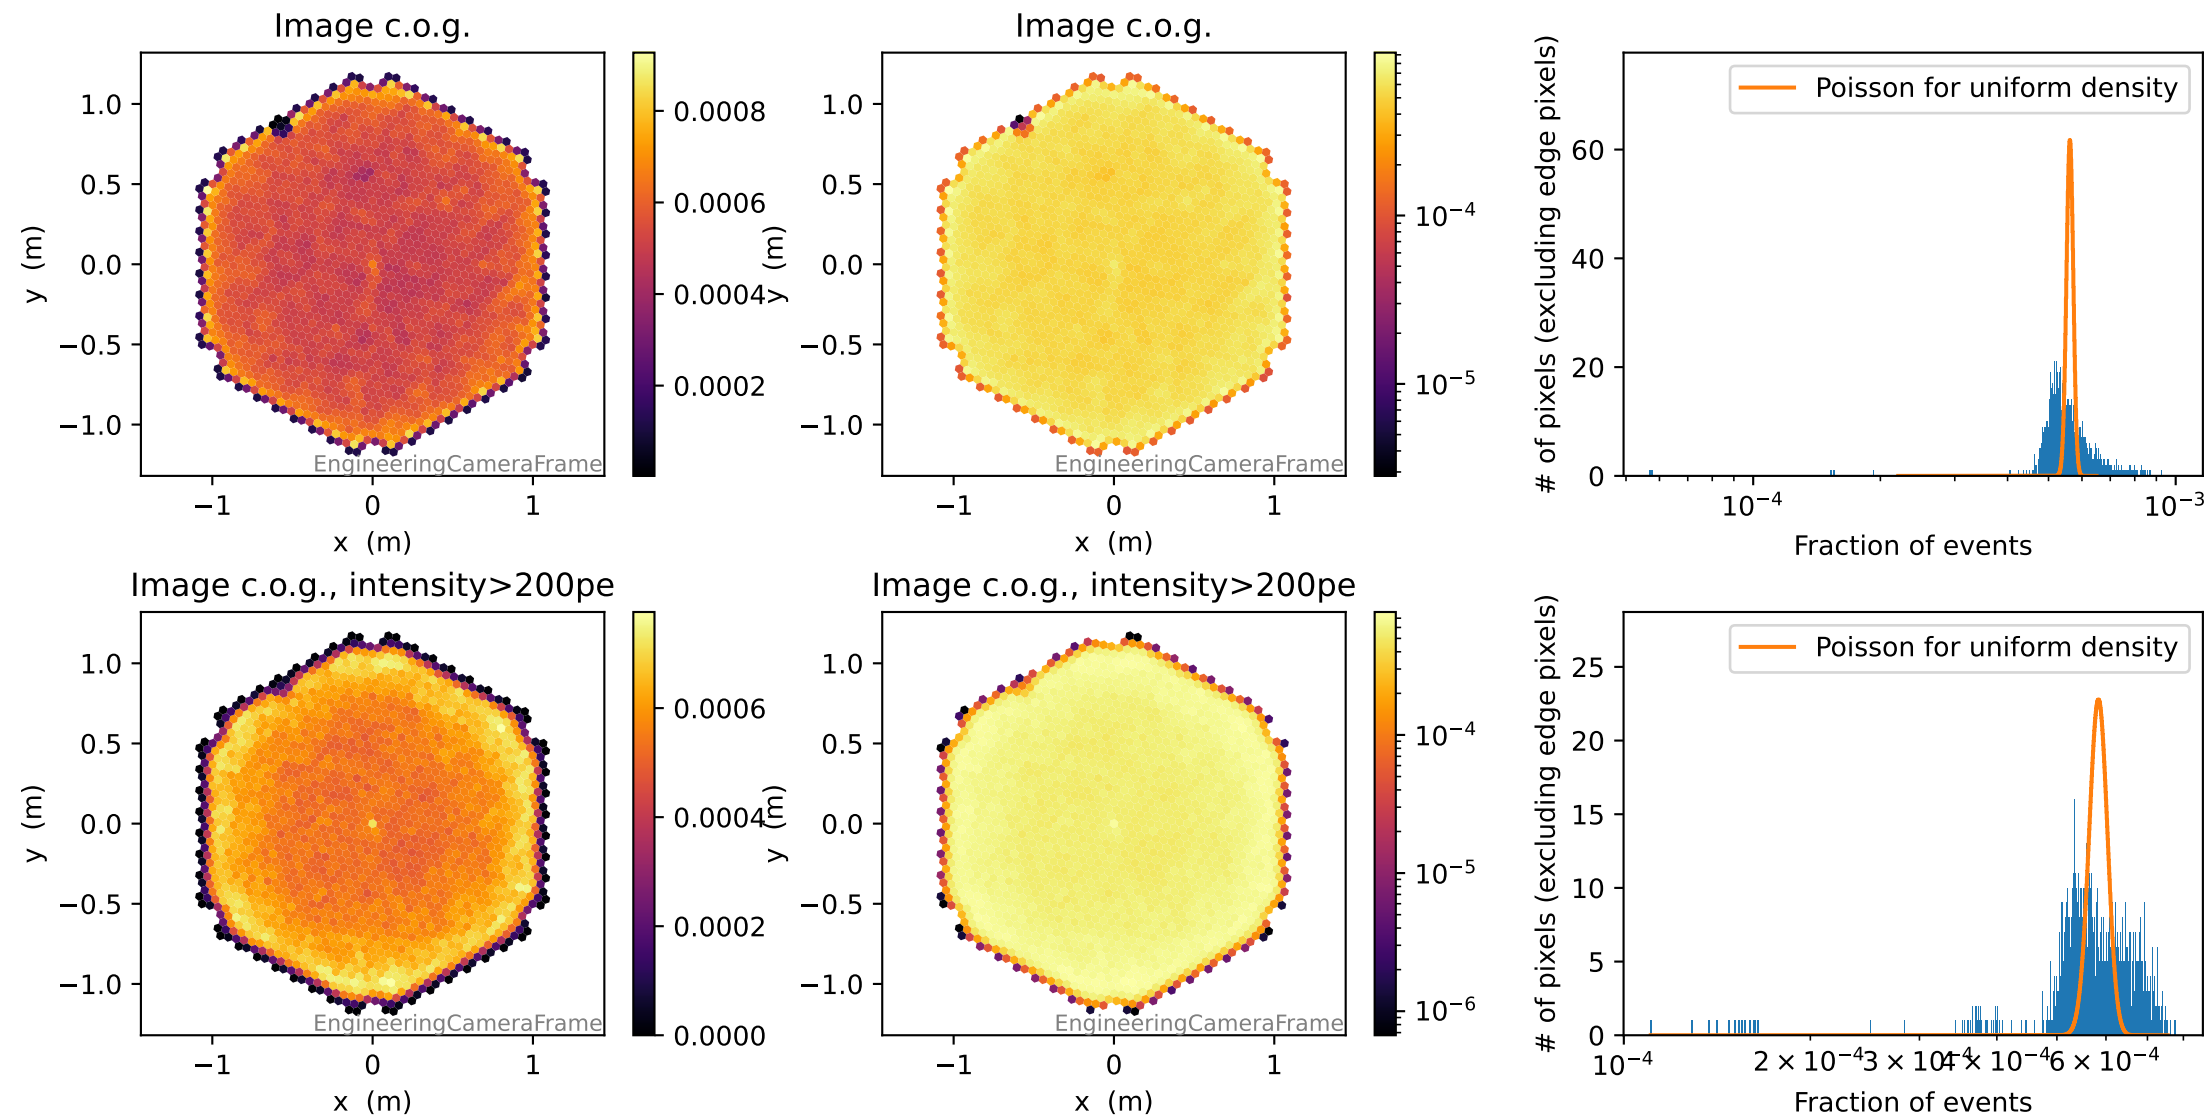 Image c.o.g.
y (m)
1.0
0.5
0.0
−0.5
−1.0
−1
0
1
x (m)
EngineeringCameraFrame
0.0008
0.0006
0.0004
0.0002
Image c.o.g.
y (m)
1.0
0.5
0.0
−0.5
−1.0
−1
0
1
x (m)
EngineeringCameraFrame
10⁻⁴
10⁻⁵
# of pixels (excluding edge pixels)
60
40
20
0
Poisson for uniform density
10⁻⁴
10⁻³
Fraction of events
Image c.o.g., intensity>200pe
y (m)
1.0
0.5
0.0
−0.5
−1.0
−1
0
1
x (m)
EngineeringCameraFrame
0.0006
0.0004
0.0002
0.0000
Image c.o.g., intensity>200pe
y (m)
1.0
0.5
0.0
−0.5
−1.0
−1
0
1
x (m)
EngineeringCameraFrame
10⁻⁴
10⁻⁵
10⁻⁶
# of pixels (excluding edge pixels)
25
20
15
10
5
0
Poisson for uniform density
10⁻⁴
2 × 10⁻⁴
3 × 10⁻⁴
4 × 10⁻⁴
6 × 10⁻⁴
Fraction of events